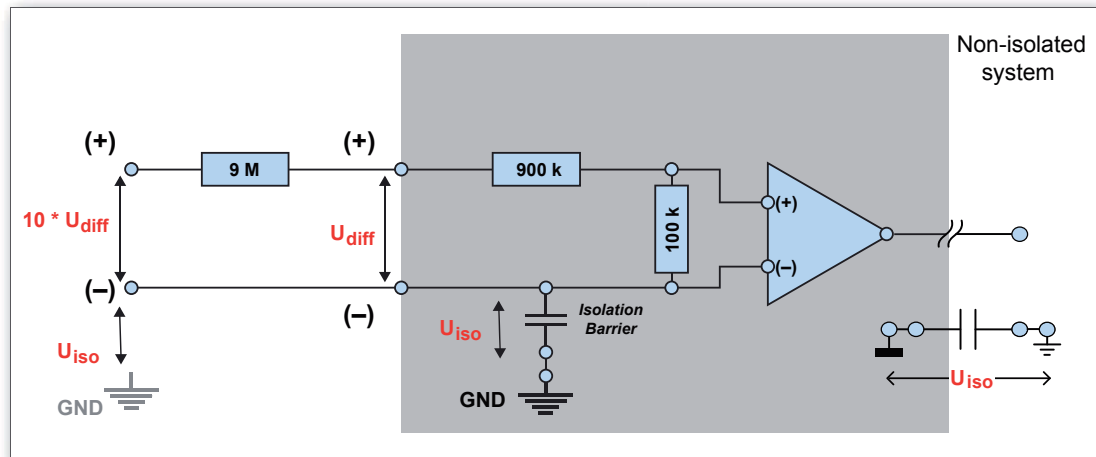 Non-isolated
system
(+)
9 M
(+)
900 k
100 k
(+)
(–)
10 * Udiff
Udiff
(–)
(–)
Uiso
Isolation
Barrier
Uiso
GND
GND
Uiso